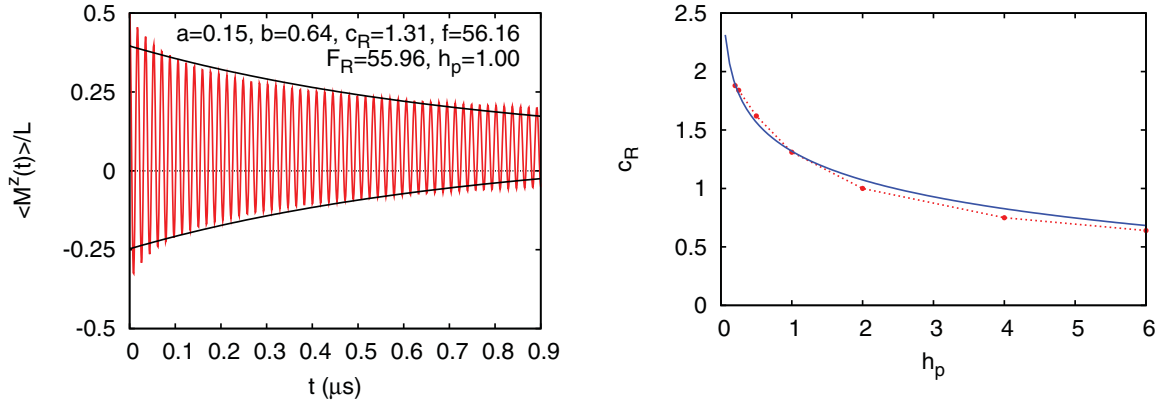 a=0.15, b=0.64, c_R=1.31, f=56.16
F_R=55.96, h_p=1.00
0.5
0.25
0
-0.25
-0.5
<M^z(t)>/L
0 0.1 0.2 0.3 0.4 0.5 0.6 0.7 0.8 0.9
t (μs)
2.5
2
1.5
1
0.5
0
c_R
0 1 2 3 4 5 6
h_p